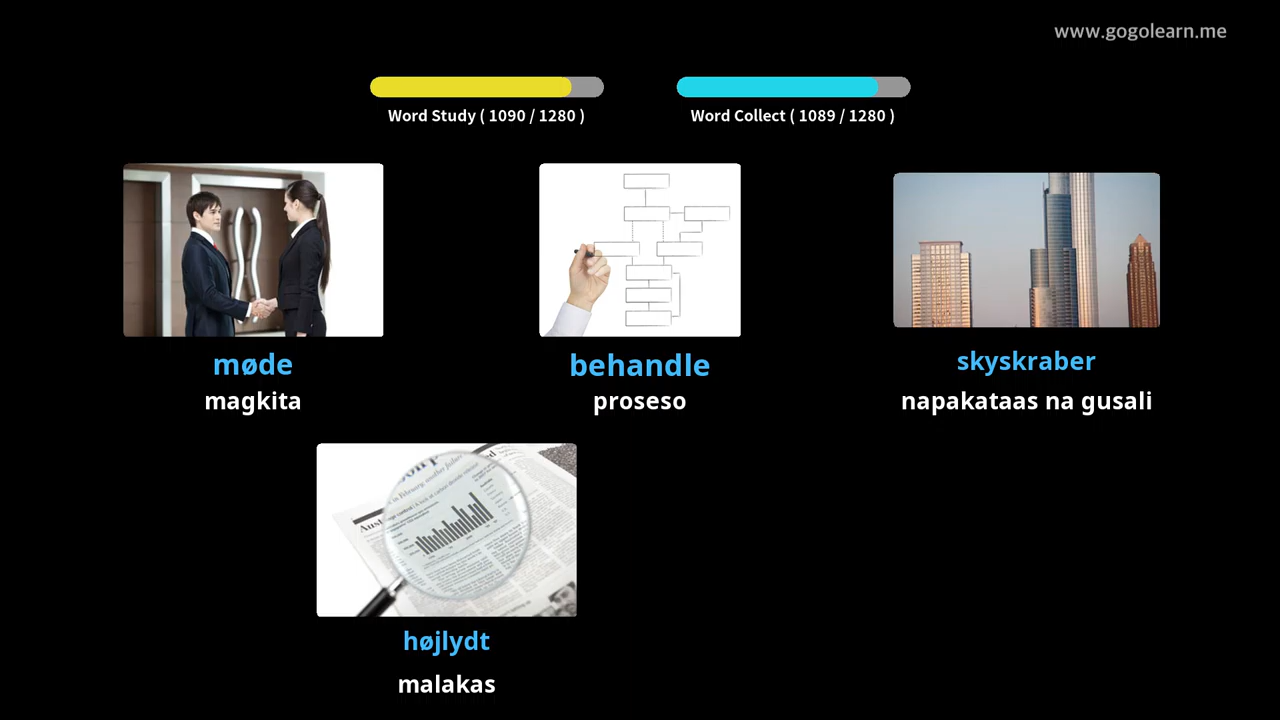 www.gogolearn.me
Word Study ( 1090 / 1280 )
Word Collect ( 1089 / 1280 )
møde
magkita
behandle
proseso
skyskraber
napakataas na gusali
højlydt
malakas